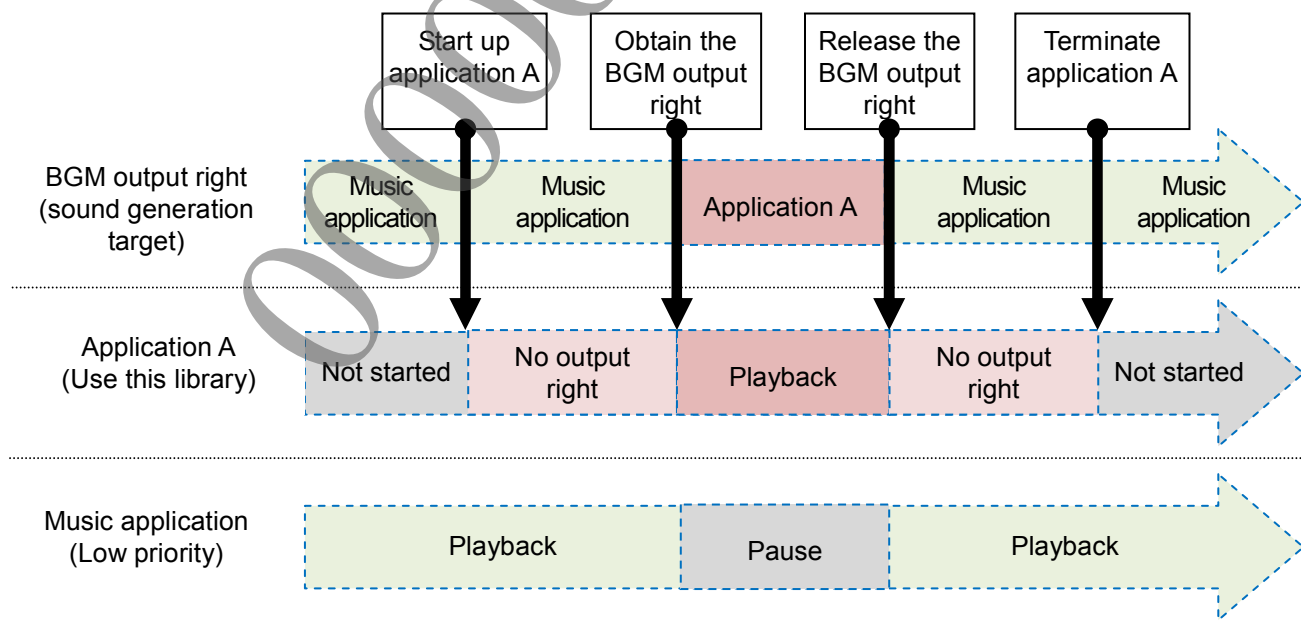 Start up
application A
Obtain the
BGM output
right
Release the
BGM output
right
Terminate
application A
BGM output right
(sound generation
target)
Music
application
Music
application
Application A
Music
application
Music
application
Application A
(Use this library)
Not started
No output
right
Playback
No output
right
Not started
Music application
(Low priority)
Playback
Pause
Playback